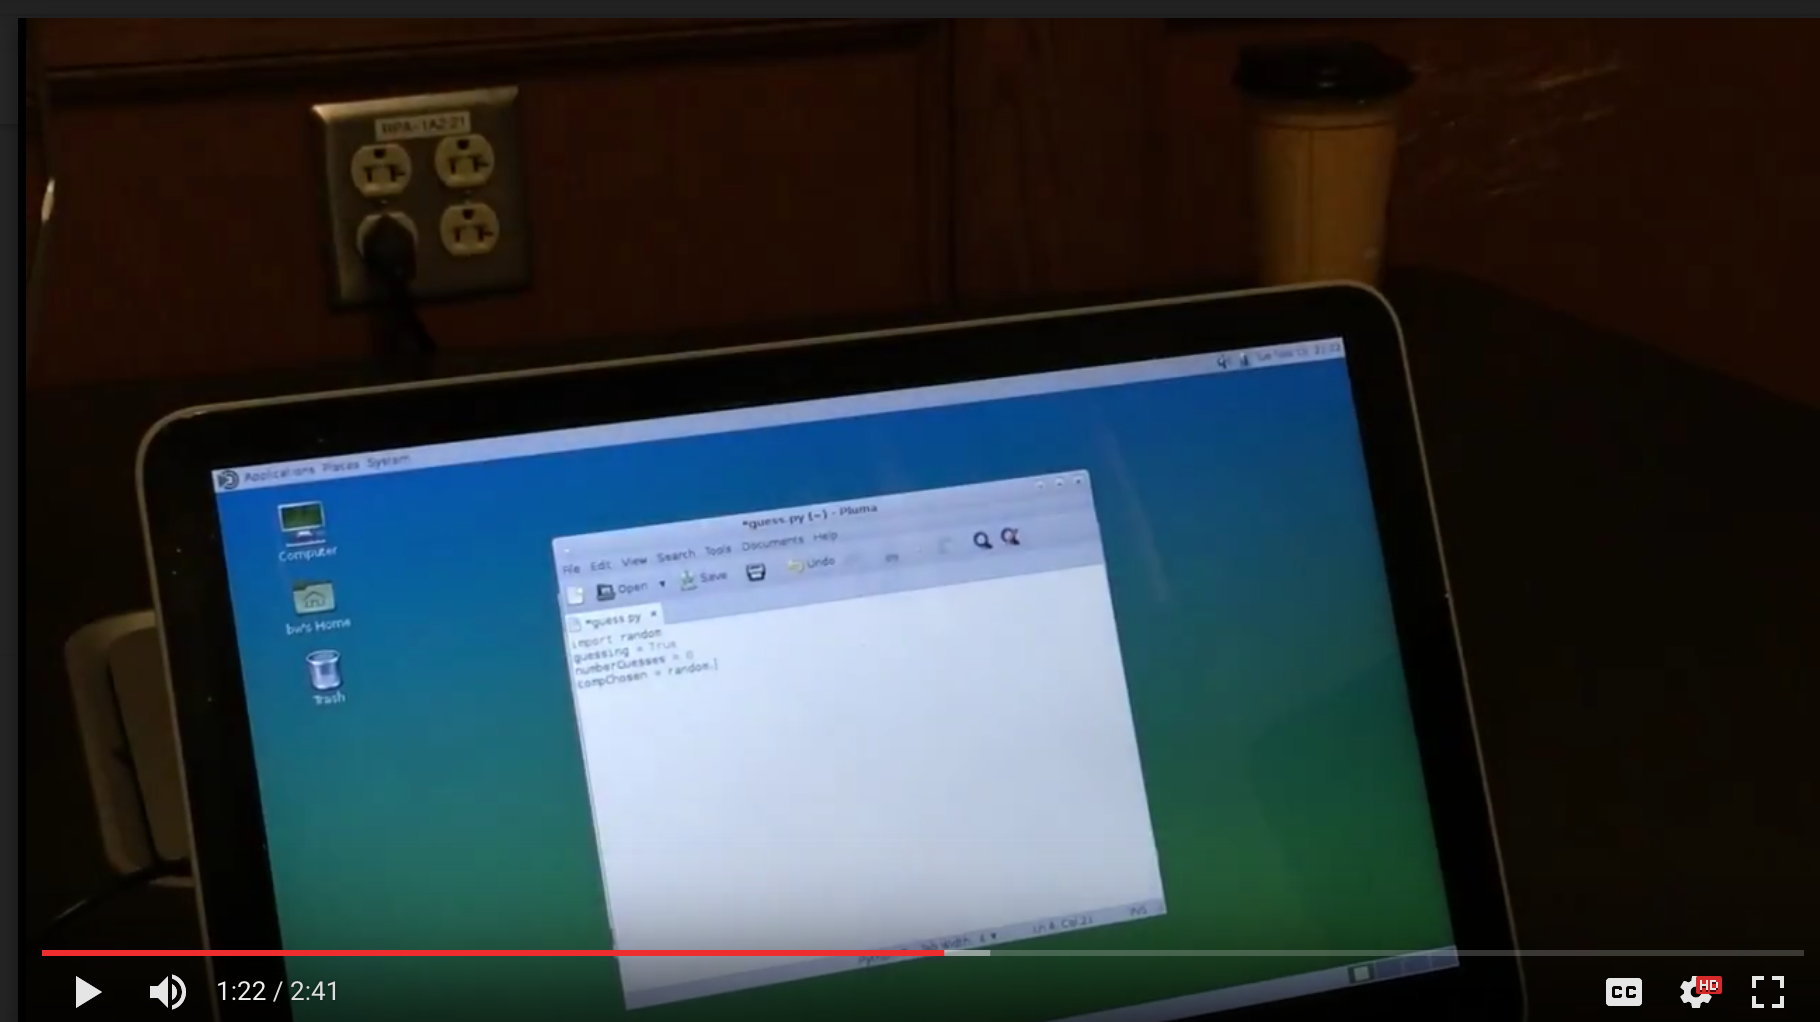 RPA-1A2:21
Applications Places System
Computer
bw's Home
Trash
*guess.py (~) - Pluma
File Edit View Search Tools Documents Help
Open Save Undo
*guess.py
import random
guessing = True
numberGuesses = 0
compChosen = random.
Tab Width: Ln 4, Col 21 INS
1:22 / 2:41
CC
HD